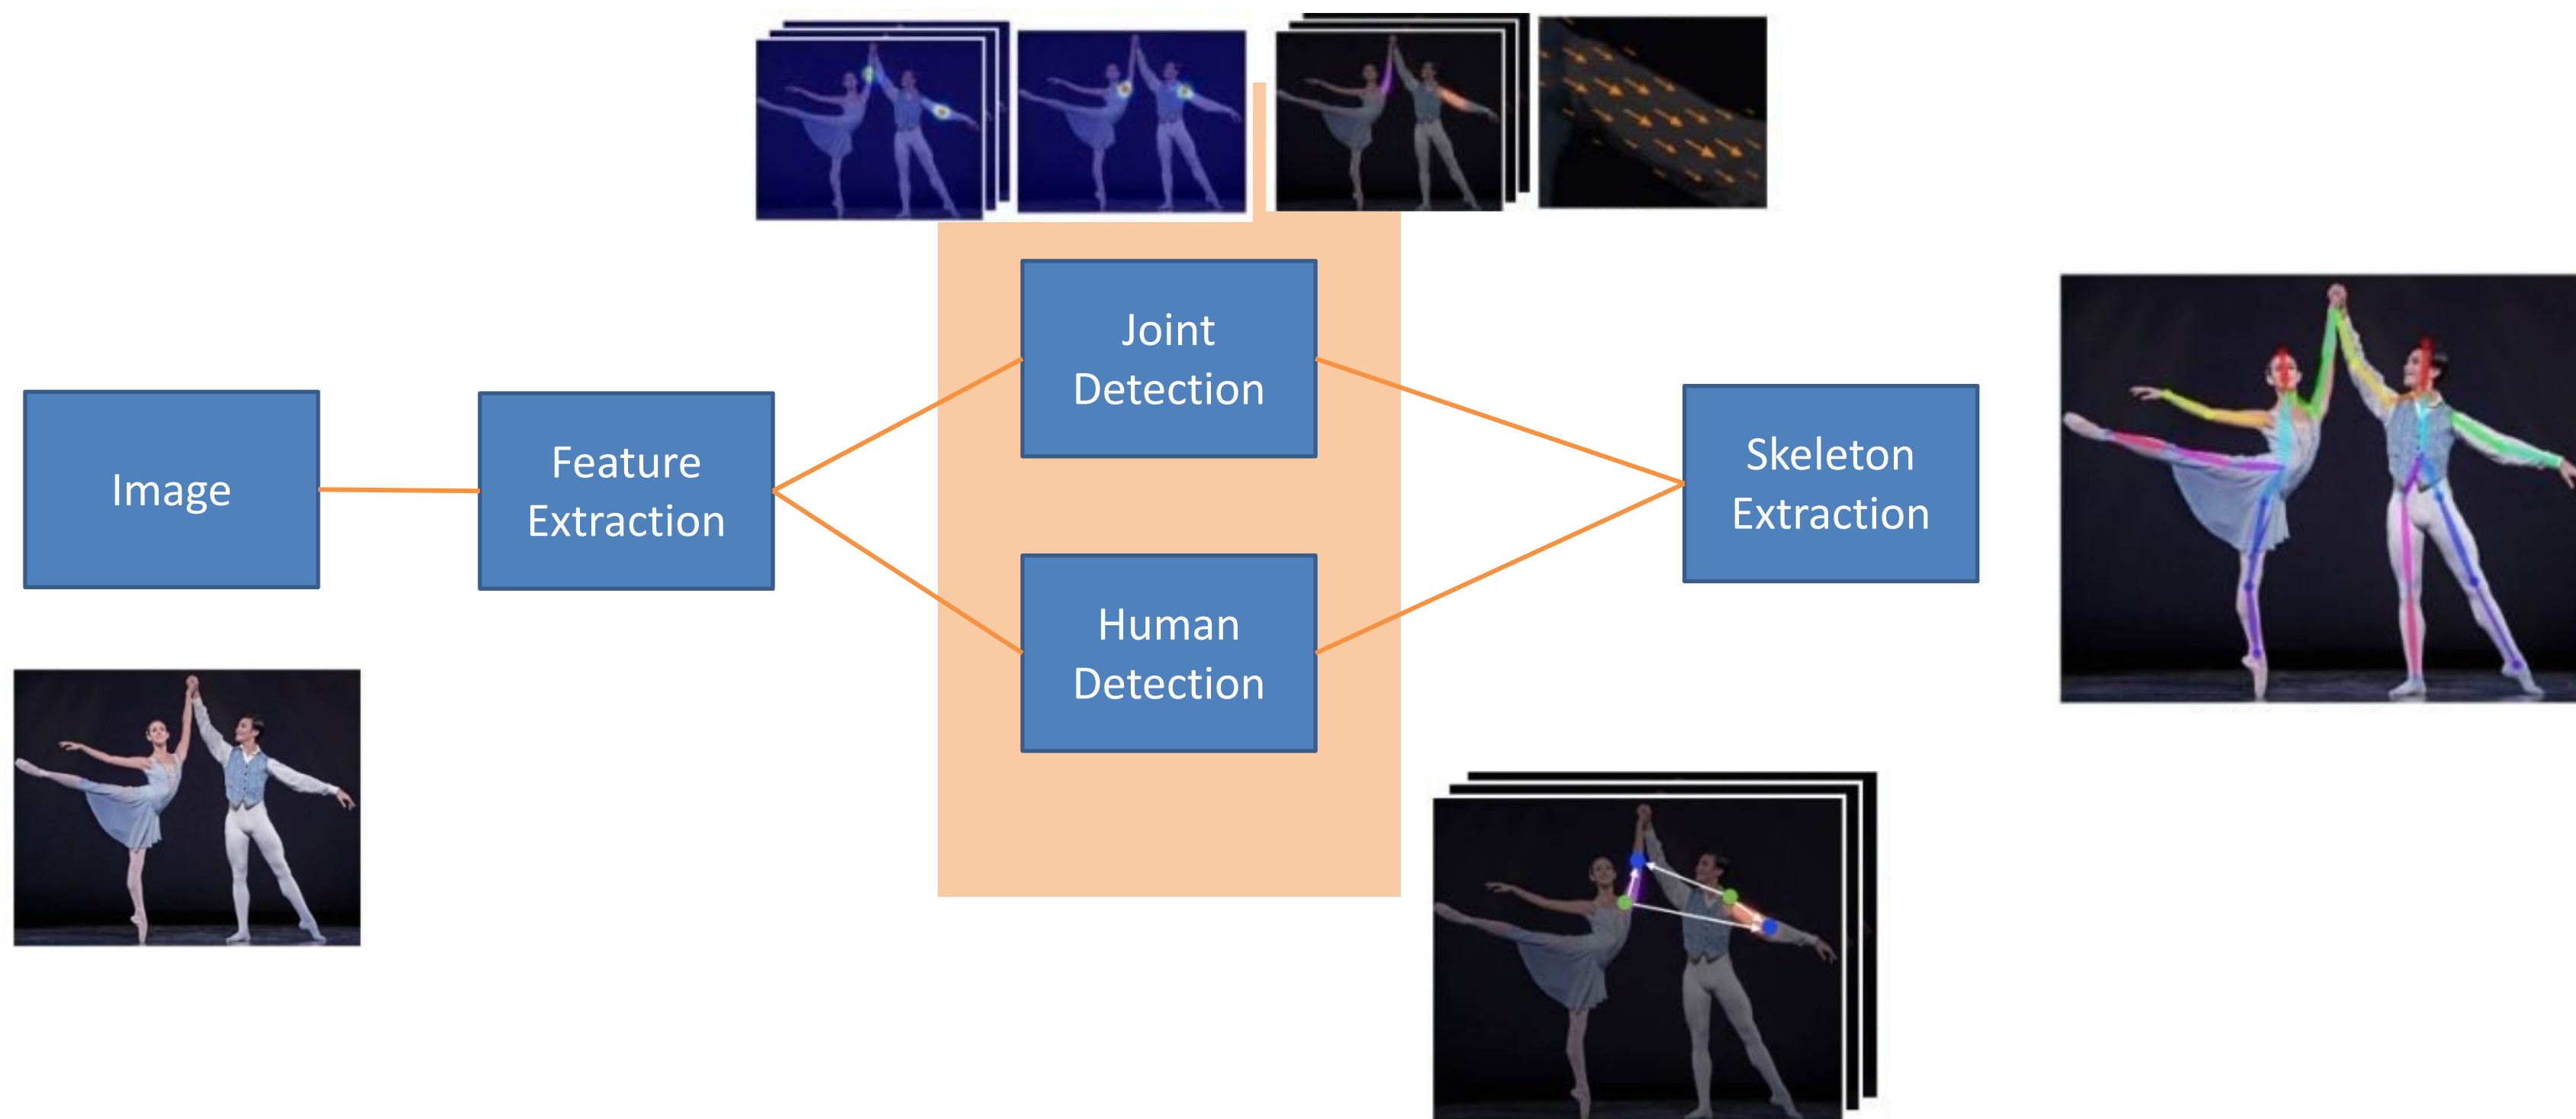 Image
Feature
Extraction
Joint
Detection
Human
Detection
Skeleton
Extraction